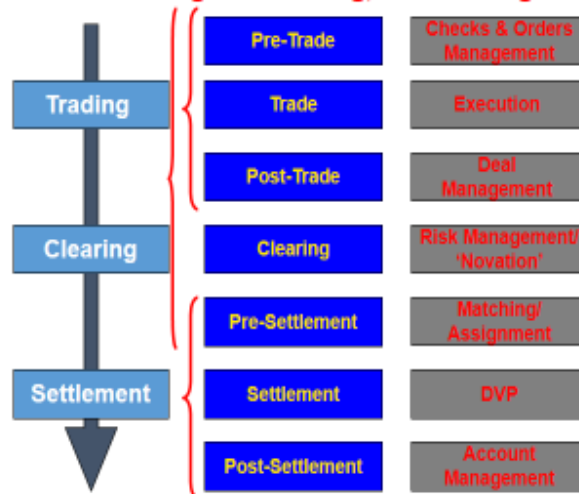 Pre-Trade
Checks & Orders
Management
Trading
Trade
Execution
Post-Trade
Deal
Management
Clearing
Clearing
Risk Management/
'Novation'
Pre-Settlement
Matching/
Assignment
Settlement
Settlement
DVP
Post-Settlement
Account
Management